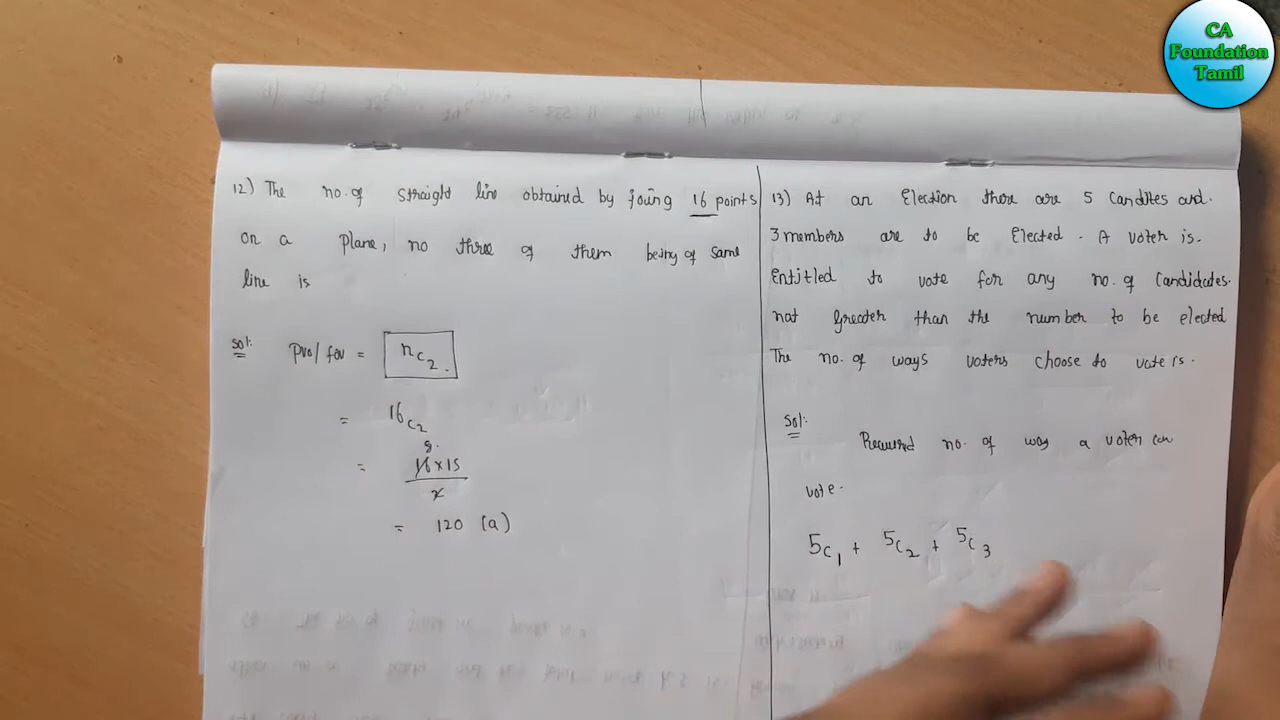 CA
Foundation
Tamil
12) The no. of straight line obtained by joing 16 points
on a plane, no three of them being of same
line is
Sol:
Pro/fav = nC2.
= 16C2
8.
= 16 × 15
2
= 120 (a)
13) At an Election there are 5 Candites and.
3 members are to be Elected. A voter is.
Entitled to vote for any no. of Candidates.
not Greater than the number to be elected
The no. of ways voters choose to vote is.
Sol:
Required no. of way a voter can
vote.
5C1 + 5C2 + 5C3